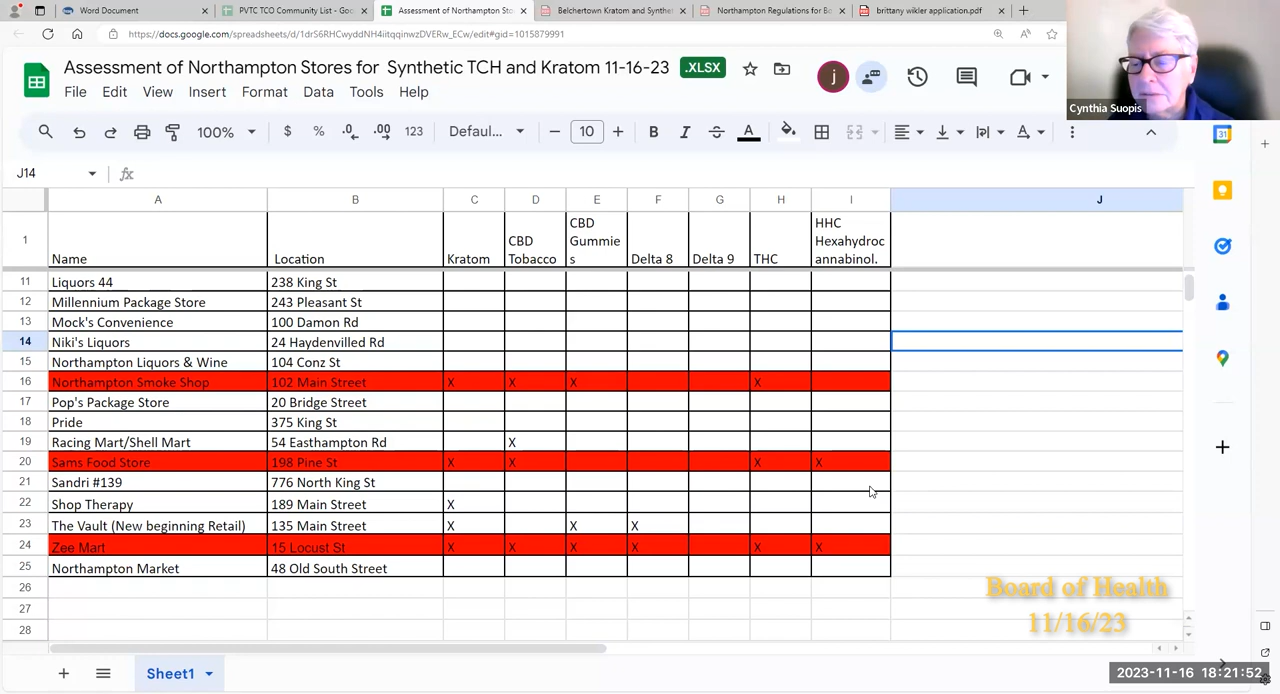 Word Document
PVTC TCO Community List - Goo
Assessment of Northampton Stor
Belchertown Kratom and Synthet
Northampton Regulations for Bo
brittany wikler application.pdf
https://docs.google.com/spreadsheets/d/1drS6RHCwyddNH4iitqqinwzDVERw_ECw/edit#gid=1015879991
Assessment of Northampton Stores for Synthetic TCH and Kratom 11-16-23 .XLSX
File Edit View Insert Format Data Tools Help
j
Cynthia Suopis
100% $ % .0 .00 123 Defaul... 10 B I A
31
J14 fx
A B C D E F G H I J
1 Name Location Kratom CBD Tobacco CBD Gummies Delta 8 Delta 9 THC HHC Hexahydrocannabinol.
11 Liquors 44 238 King St
12 Millennium Package Store 243 Pleasant St
13 Mock's Convenience 100 Damon Rd
14 Niki's Liquors 24 Haydenvilled Rd
15 Northampton Liquors & Wine 104 Conz St
16 Northampton Smoke Shop 102 Main Street X X X X
17 Pop's Package Store 20 Bridge Street
18 Pride 375 King St
19 Racing Mart/Shell Mart 54 Easthampton Rd X
20 Sams Food Store 198 Pine St X X X X
21 Sandri #139 776 North King St
22 Shop Therapy 189 Main Street X
23 The Vault (New beginning Retail) 135 Main Street X X X
24 Zee Mart 15 Locust St X X X X X X
25 Northampton Market 48 Old South Street
26
27
28
Board of Health
11/16/23
Sheet1
2023-11-16 18:21:52